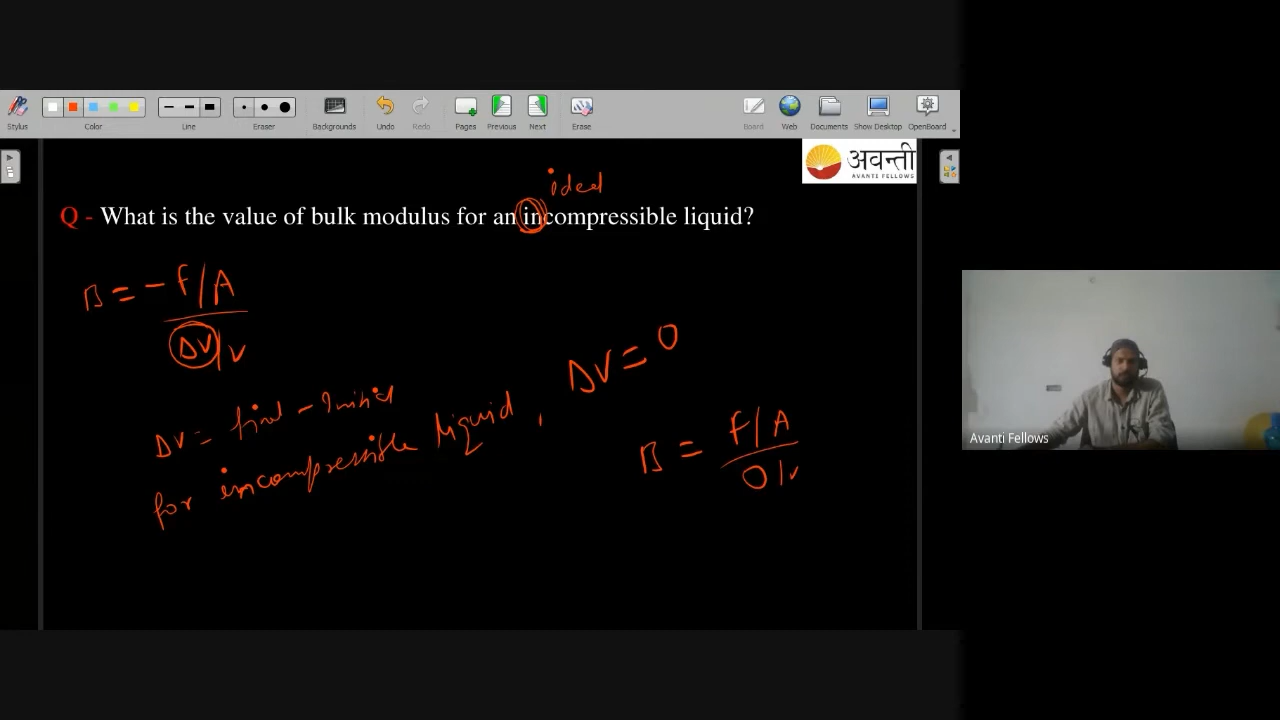 Stylus Color Line Eraser Backgrounds Undo Redo Pages Previous Next Erase Board Web Documents Show Desktop OpenBoard
अवन्ती
AVANTI FELLOWS
ideal
Q - What is the value of bulk modulus for an incompressible liquid?
B = - F/A
ΔV/V
ΔV = final - Initial
for incompressible liquid, ΔV = 0
B = F/A
0/V
Avanti Fellows